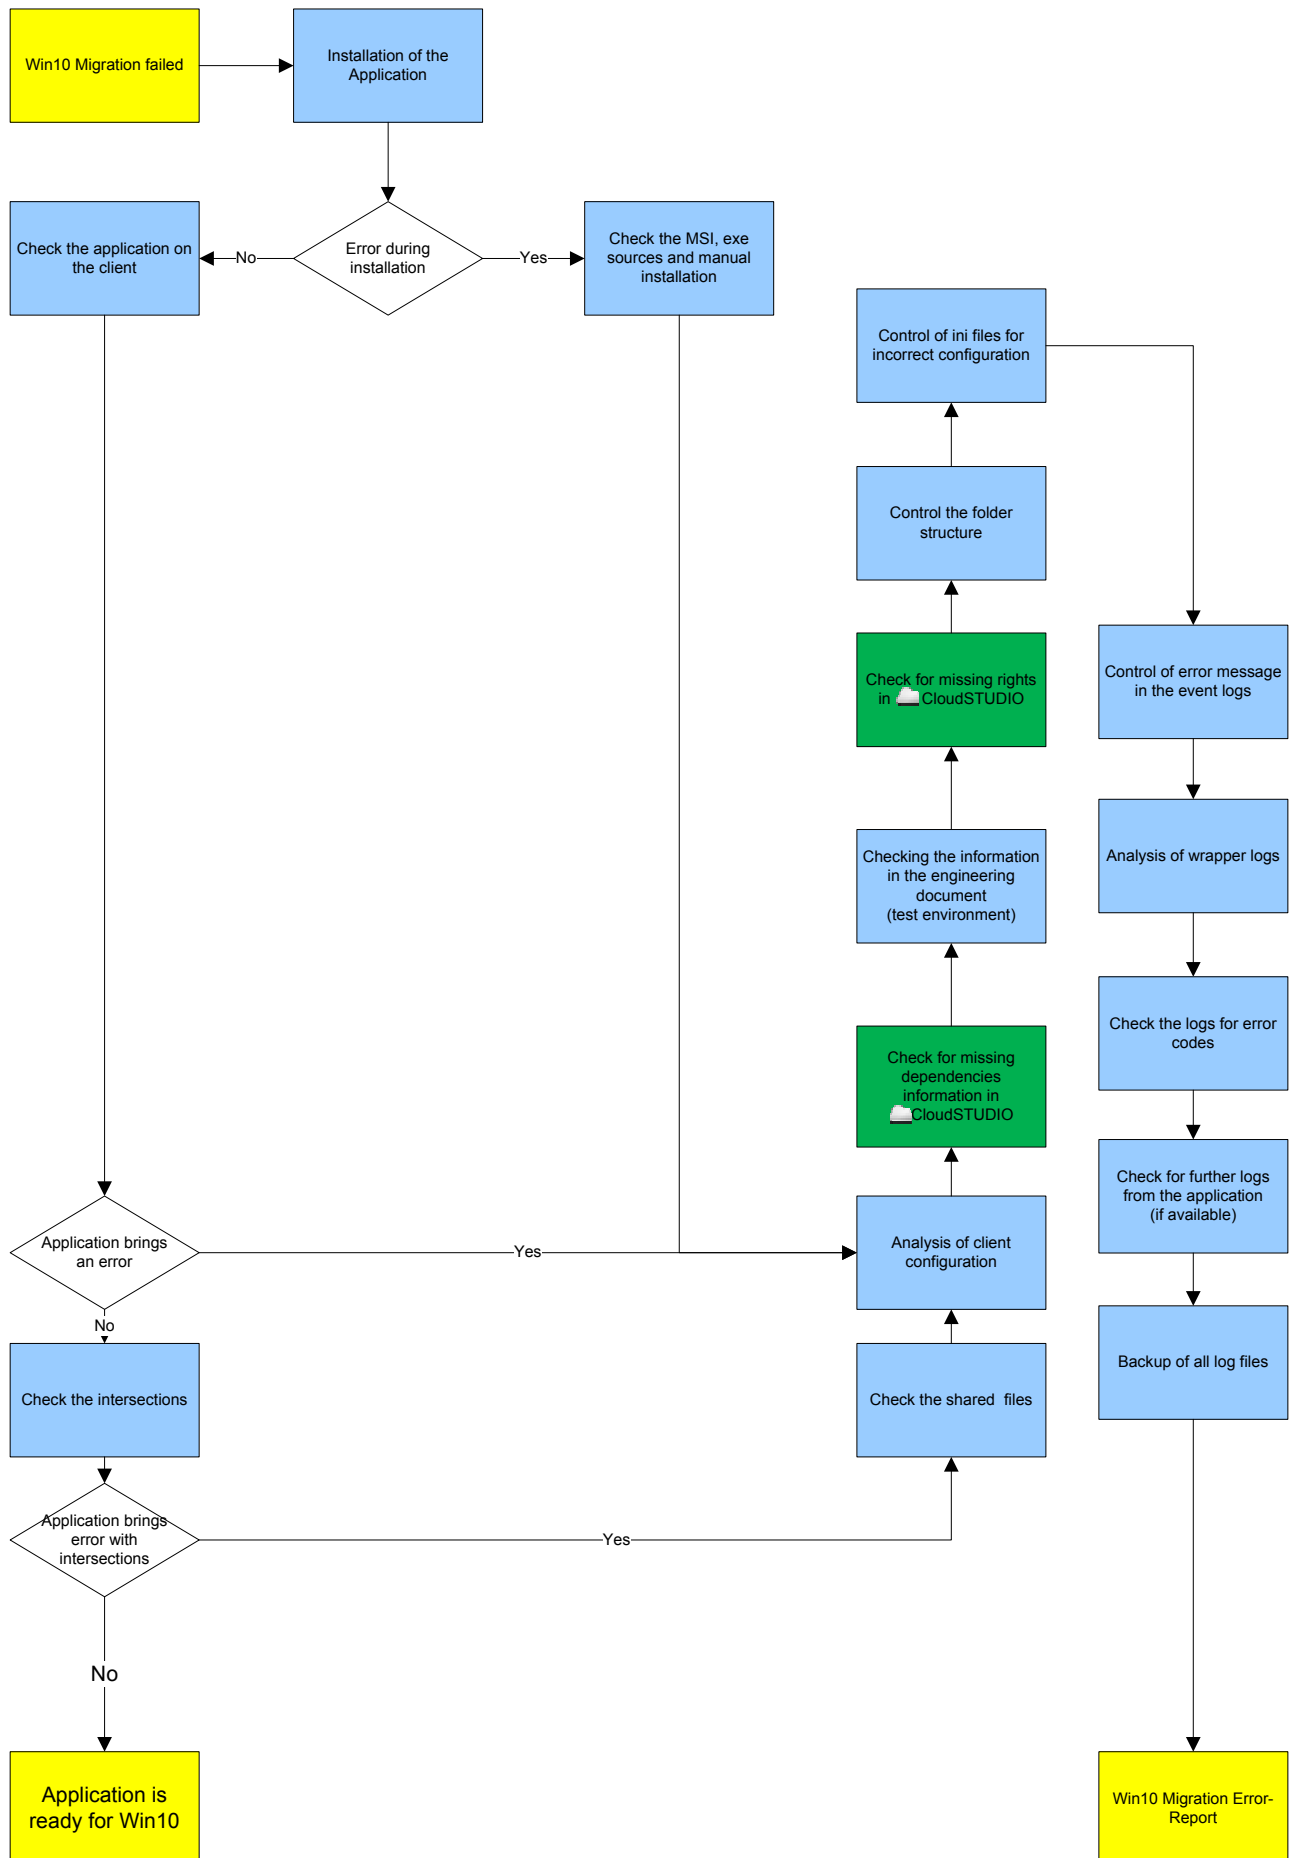 Win10 Migration failed
Installation of the
Application
Check the application on
the client
No
Error during
installation
Yes
Check the MSI, exe
sources and manual
installation
Control of ini files for
incorrect configuration
Control the folder
structure
Check for missing rights
in CloudSTUDIO
Control of error message
in the event logs
Checking the information
in the engineering
document
(test environment)
Analysis of wrapper logs
Check for missing
dependencies
information in
CloudSTUDIO
Check the logs for error
codes
Check for further logs
from the application
(if available)
Application brings
an error
Yes
Analysis of client
configuration
No
Check the intersections
Check the shared  files
Backup of all log files
Application brings
error with
intersections
Yes
No
Application is
ready for Win10
Win10 Migration Error-
Report